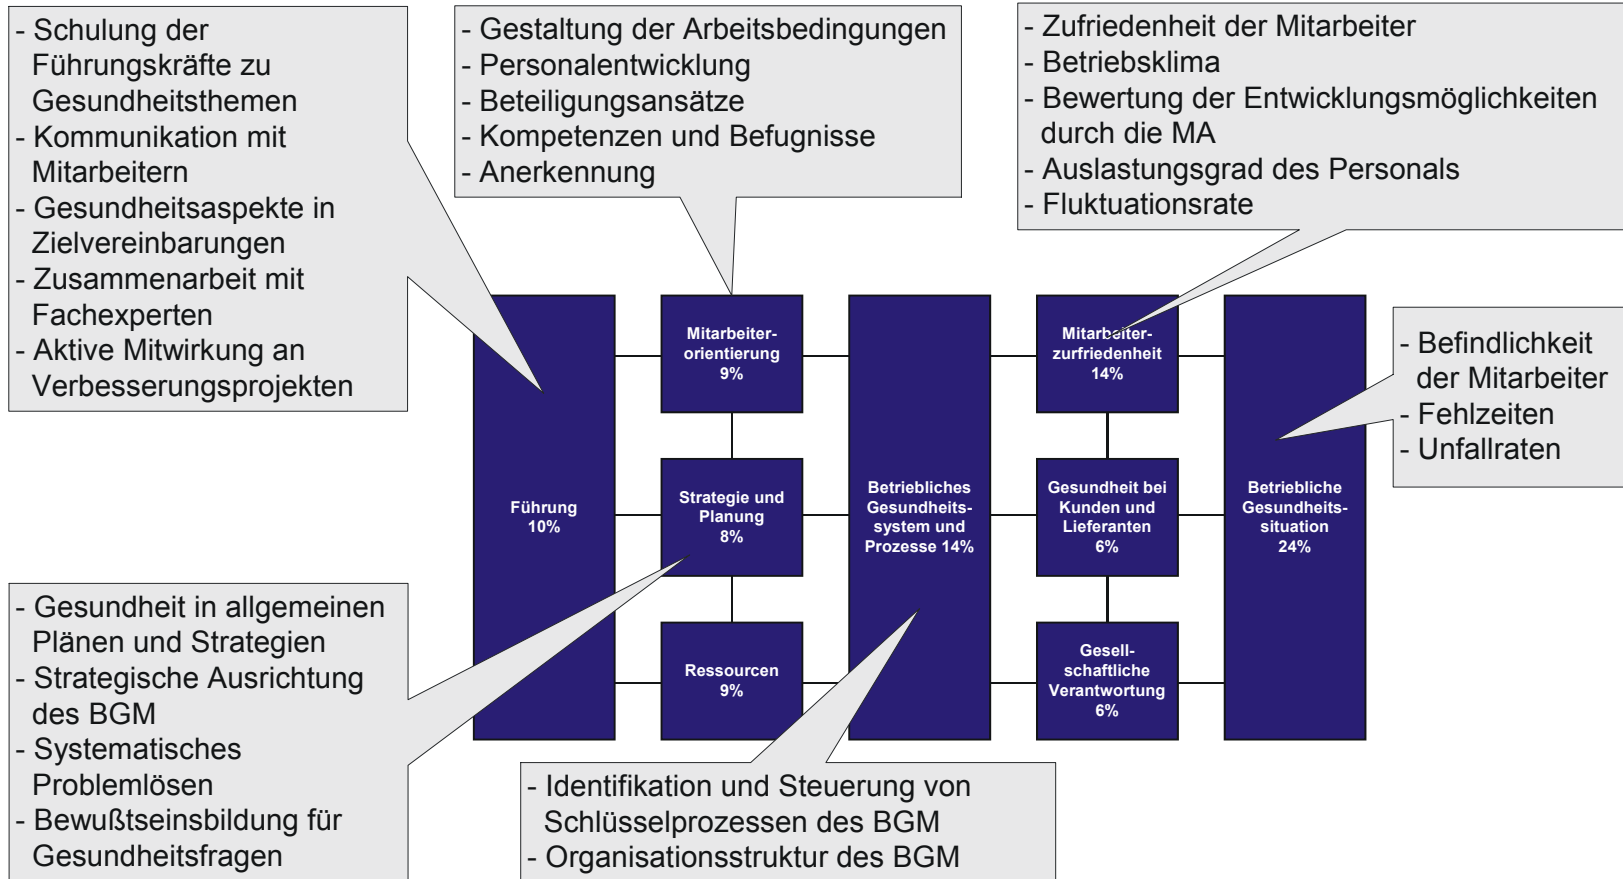 - Schulung der
Führungskräfte zu
Gesundheitsthemen
- Kommunikation mit
Mitarbeitern
- Gesundheitsaspekte in
Zielvereinbarungen
- Zusammenarbeit mit
Fachexperten
- Aktive Mitwirkung an
Verbesserungsprojekten
- Gestaltung der Arbeitsbedingungen
- Personalentwicklung
- Beteiligungsansätze
- Kompetenzen und Befugnisse
- Anerkennung
- Zufriedenheit der Mitarbeiter
- Betriebsklima
- Bewertung der Entwicklungsmöglichkeiten
durch die MA
- Auslastungsgrad des Personals
- Fluktuationsrate
- Befindlichkeit
der Mitarbeiter
- Fehlzeiten
- Unfallraten
Führung
10%
Mitarbeiter-
orientierung
9%
Strategie und
Planung
8%
Ressourcen
9%
Betriebliches
Gesundheits-
system und
Prozesse 14%
Mitarbeiter-
zurfriedenheit
14%
Gesundheit bei
Kunden und
Lieferanten
6%
Gesell-
schaftliche
Verantwortung
6%
Betriebliche
Gesundheits-
situation
24%
- Gesundheit in allgemeinen
Plänen und Strategien
- Strategische Ausrichtung
des BGM
- Systematisches
Problemlösen
- Bewußtseinsbildung für
Gesundheitsfragen
- Identifikation und Steuerung von
Schlüsselprozessen des BGM
- Organisationsstruktur des BGM